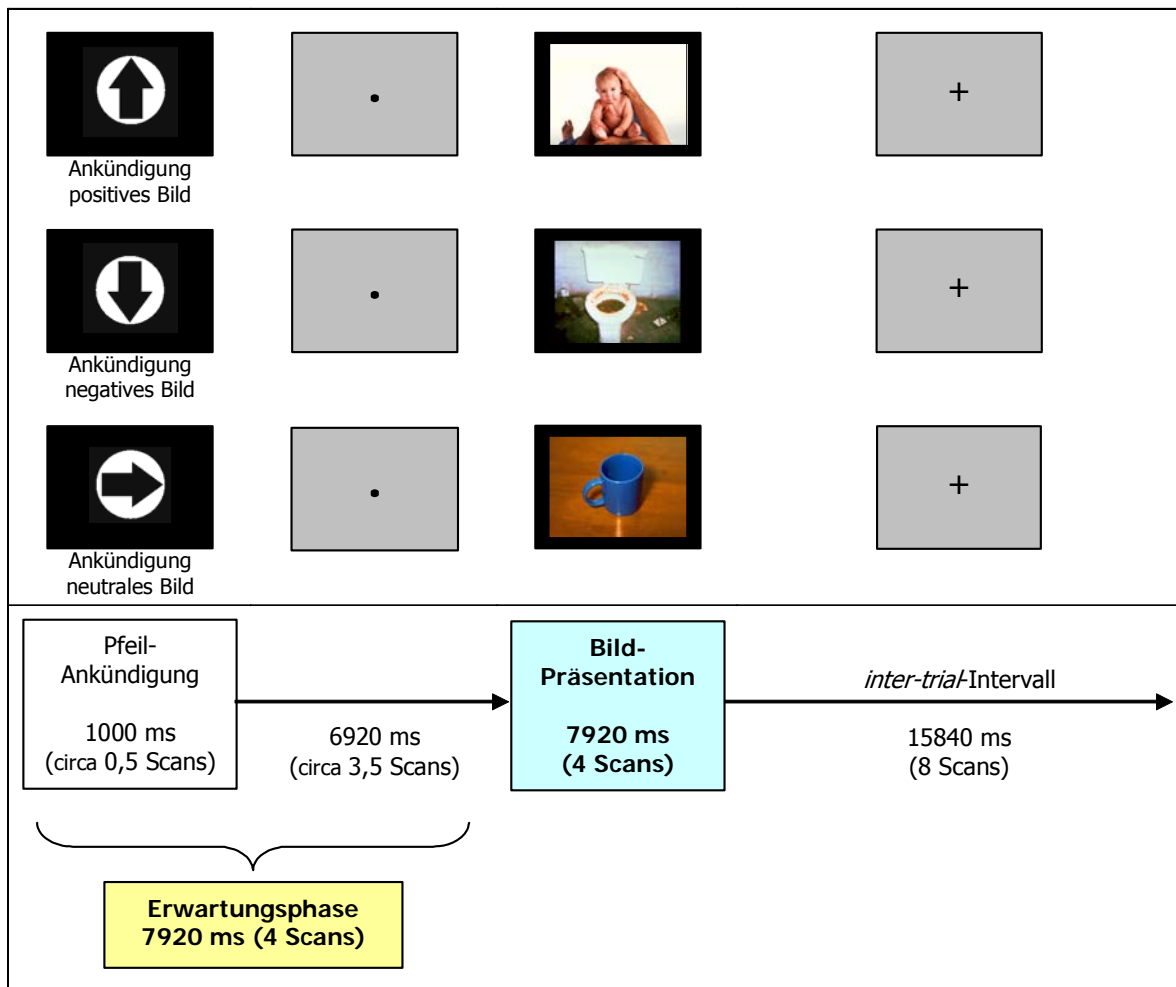 Ankündigung
positives Bild
+
Ankündigung
negatives Bild
+
Ankündigung
neutrales Bild
+
Pfeil-
Ankündigung
1000 ms
(circa 0,5 Scans)
6920 ms
(circa 3,5 Scans)
Bild-
Präsentation
7920 ms
(4 Scans)
inter-trial-Intervall
15840 ms
(8 Scans)
Erwartungsphase
7920 ms (4 Scans)